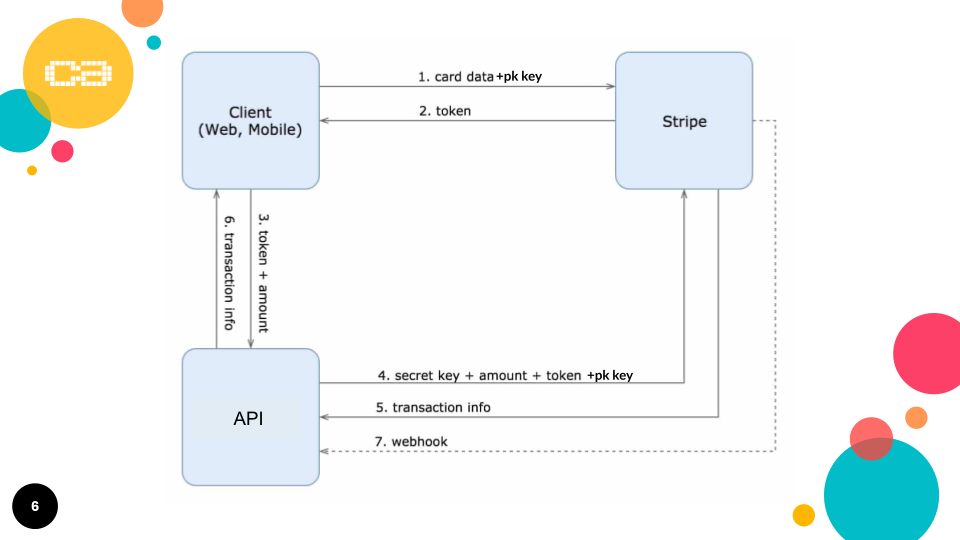 ca
1. card data +pk key
2. token
Client
(Web, Mobile)
Stripe
6. transaction info
3. token + amount
4. secret key + amount + token +pk key
5. transaction info
API
7. webhook
6